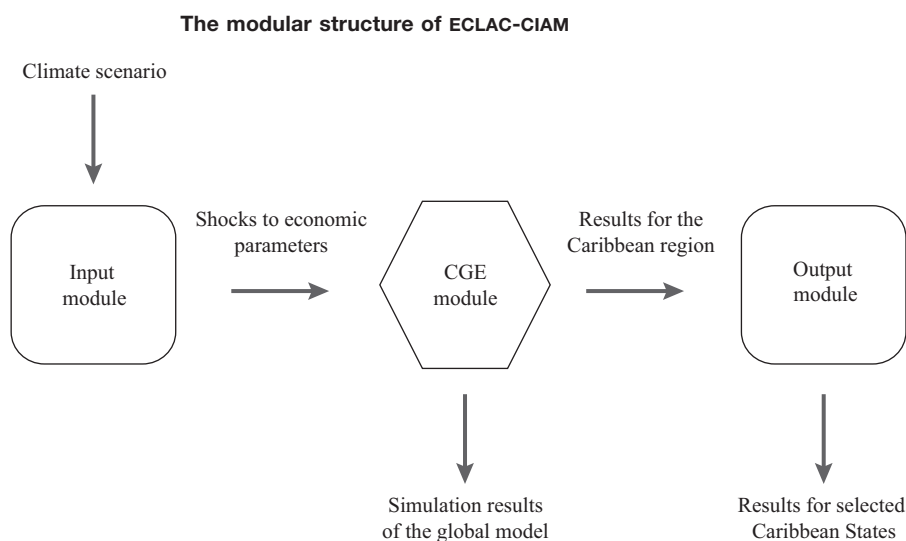 The modular structure of ECLAC-CIAM
Climate scenario
Input
module
Shocks to economic
parameters
CGE
module
Results for the
Caribbean region
Output
module
Simulation results
of the global model
Results for selected
Caribbean States